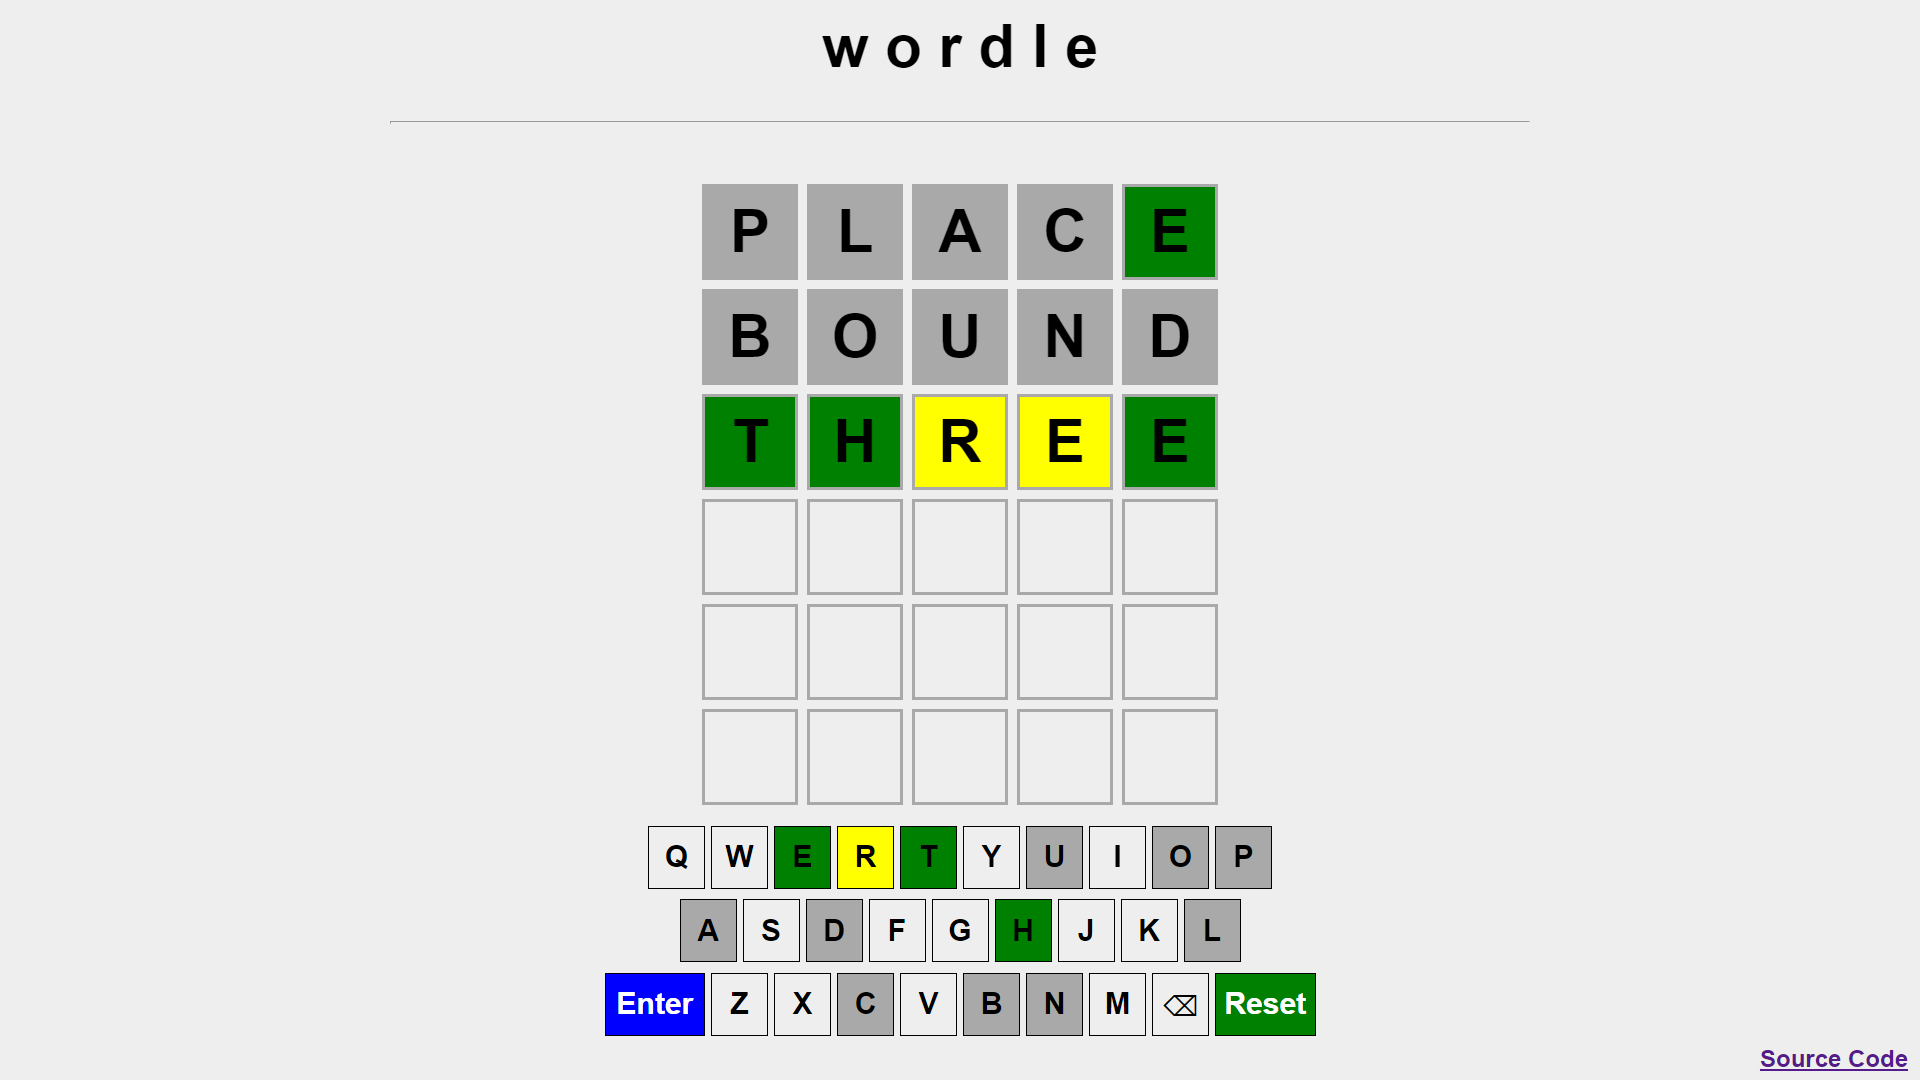 wordle
P L A C E
B O U N D
T H R E E
Q W E R T Y U I O P
A S D F G H J K L
Enter Z X C V B N M ⌫ Reset
Source Code